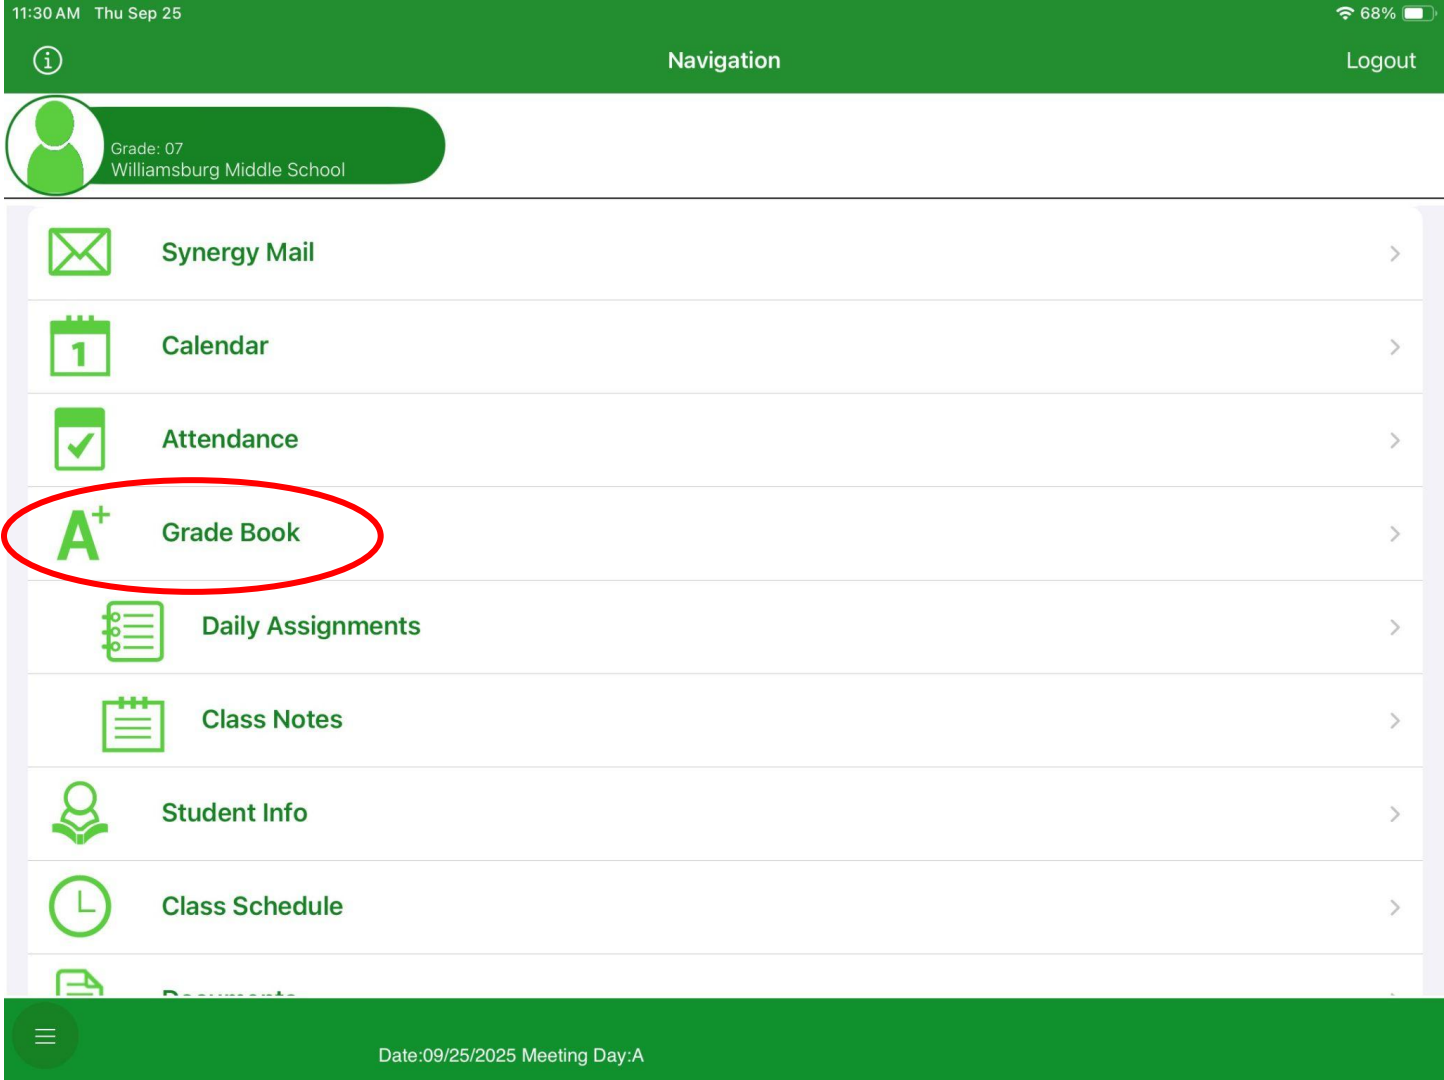 11:30 AM Thu Sep 25
68%
Navigation
Logout
Grade: 07
Williamsburg Middle School
Synergy Mail
1
Calendar
Attendance
A+
Grade Book
Daily Assignments
Class Notes
Student Info
Class Schedule
Documents
Date:09/25/2025 Meeting Day:A